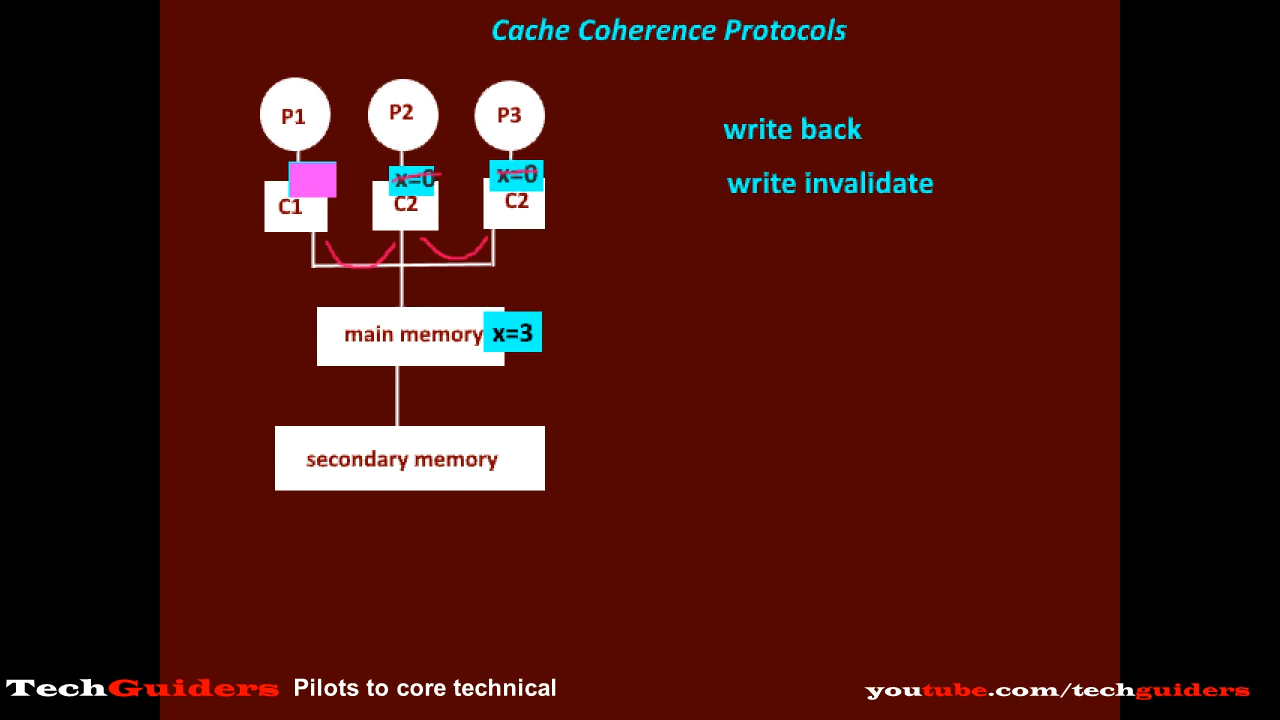 Cache Coherence Protocols
P1
P2
P3
write back
write invalidate
x=0
x=0
C1
C2
C2
main memory
x=3
secondary memory
TechGuiders Pilots to core technical
youtube.com/techguiders